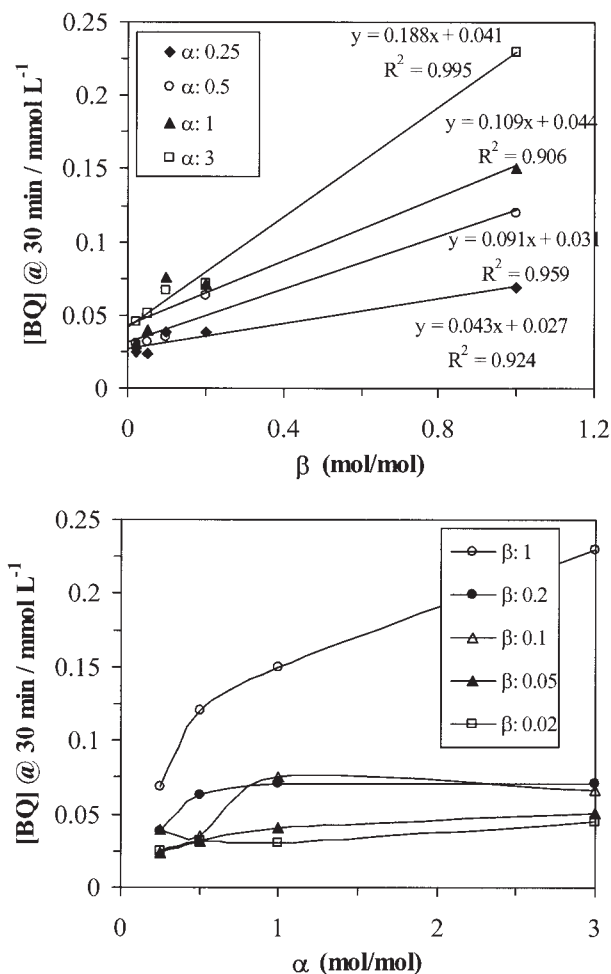 0.25
0.2
0.15
0.1
0.05
0
[BQ] @ 30 min / mmol L⁻¹
α: 0.25
α: 0.5
α: 1
α: 3
y = 0.188x + 0.041
R² = 0.995
y = 0.109x + 0.044
R² = 0.906
y = 0.091x + 0.031
R² = 0.959
y = 0.043x + 0.027
R² = 0.924
0 0.4 0.8 1.2
β (mol/mol)
0.25
0.2
0.15
0.1
0.05
0
[BQ] @ 30 min / mmol L⁻¹
β: 1
β: 0.2
β: 0.1
β: 0.05
β: 0.02
0 1 2 3
α (mol/mol)